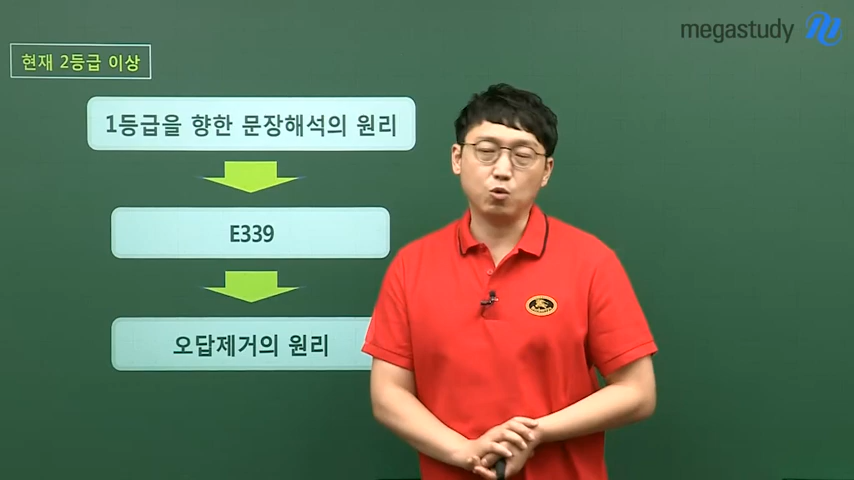 megastudy
현재 2등급 이상
1등급을 향한 문장해석의 원리
E339
오답제거의 원리